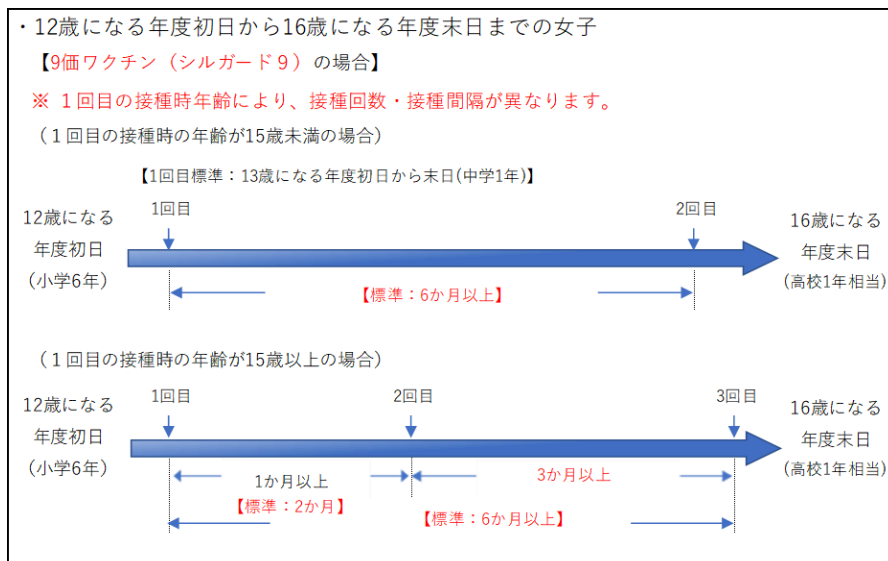 ・12歳になる年度初日から16歳になる年度末日までの女子
【9価ワクチン（シルガード９）の場合】
※ １回目の接種時年齢により、接種回数・接種間隔が異なります。
（１回目の接種時の年齢が15歳未満の場合）
【1回目標準：13歳になる年度初日から末日(中学1年)】
1回目
2回目
12歳になる
年度初日
(小学6年)
16歳になる
年度末日
(高校1年相当)
【標準：6か月以上】
（１回目の接種時の年齢が15歳以上の場合）
1回目
2回目
3回目
12歳になる
年度初日
(小学6年)
16歳になる
年度末日
(高校1年相当)
1か月以上
3か月以上
【標準：2か月】
【標準：6か月以上】